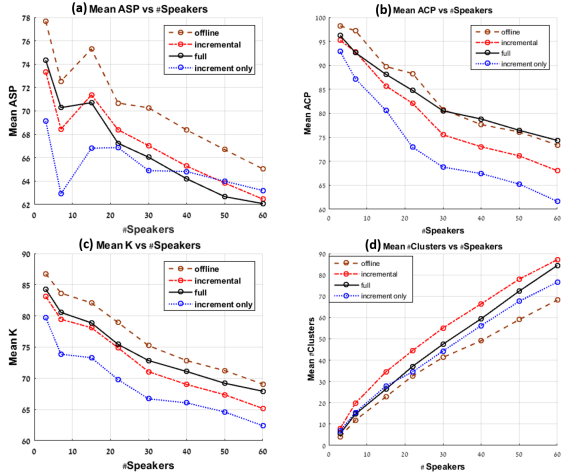 (a) Mean ASP vs #Speakers
78
76
74
72
70
68
66
64
62
0
10
20
30
40
50
60
Mean ASP
#Speakers
offline
incremental
full
increment only
(b) Mean ACP vs #Speakers
100
95
90
85
80
75
70
65
60
0
10
20
30
40
50
60
Mean ACP
#Speakers
offline
incremental
full
increment only
(c) Mean K vs #Speakers
90
85
80
75
70
65
60
0
10
20
30
40
50
60
Mean K
#Speakers
offline
incremental
full
increment only
(d) Mean #Clusters vs #Speakers
90
80
70
60
50
40
30
20
10
0
0
10
20
30
40
50
60
Mean #Clusters
# Speakers
offline
incremental
full
increment only